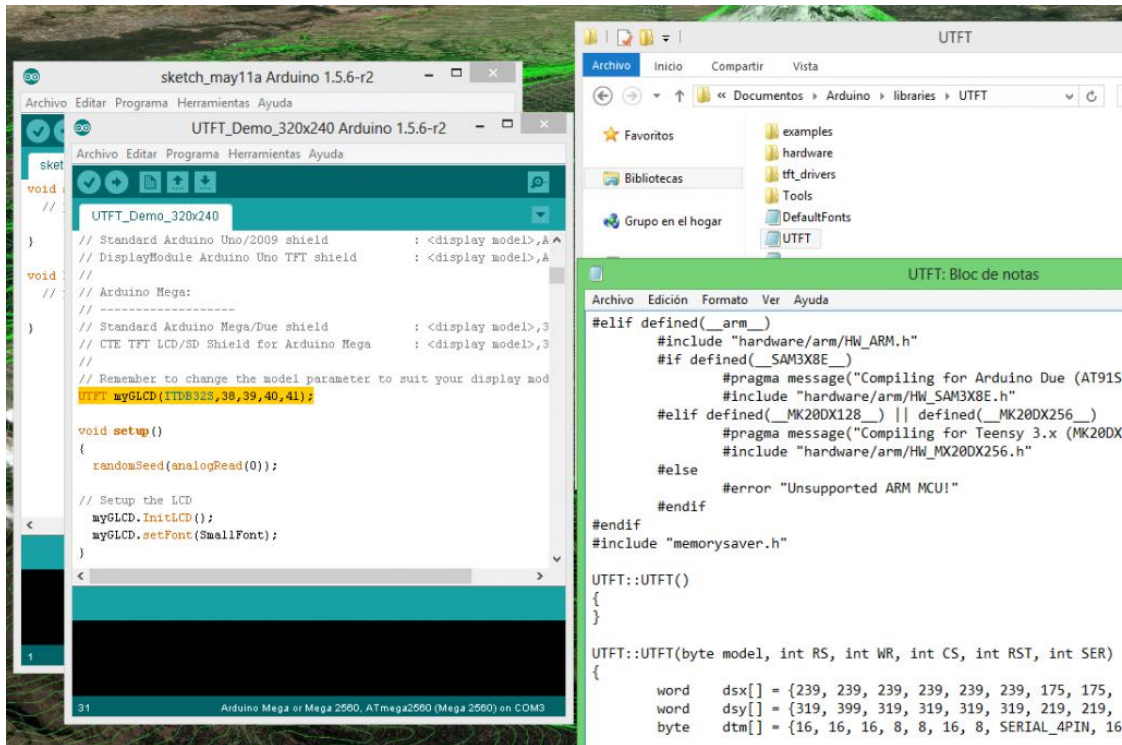 sketch_may11a Arduino 1.5.6-r2
Archivo Editar Programa Herramientas Ayuda
sket
void
//
}
void
//
}
1
UTFT_Demo_320x240 Arduino 1.5.6-r2
Archivo Editar Programa Herramientas Ayuda
UTFT_Demo_320x240
// Standard Arduino Uno/2009 shield : <display model>,A
// DisplayModule Arduino Uno TFT shield : <display model>,A
//
// Arduino Mega:
// -------------------
// Standard Arduino Mega/Due shield : <display model>,3
// CTE TFT LCD/SD Shield for Arduino Mega : <display model>,3
//
// Remember to change the model parameter to suit your display mod
UTFT myGLCD(ITDB32S,38,39,40,41);
void setup()
{
randomSeed(analogRead(0));
// Setup the LCD
myGLCD.InitLCD();
myGLCD.setFont(SmallFont);
}
31
Arduino Mega or Mega 2560, ATmega2560 (Mega 2560) on COM3
UTFT
Archivo Inicio Compartir Vista
« Documentos Arduino libraries UTFT
Favoritos
Bibliotecas
Grupo en el hogar
examples
hardware
tft_drivers
Tools
DefaultFonts
UTFT
UTFT: Bloc de notas
Archivo Edición Formato Ver Ayuda
#elif defined(__arm__)
#include "hardware/arm/HW_ARM.h"
#if defined(__SAM3X8E__)
#pragma message("Compiling for Arduino Due (AT91S
#include "hardware/arm/HW_SAM3X8E.h"
#elif defined(__MK20DX128__) || defined(__MK20DX256__)
#pragma message("Compiling for Teensy 3.x (MK20DX
#include "hardware/arm/HW_MX20DX256.h"
#else
#error "Unsupported ARM MCU!"
#endif
#endif
#include "memorysaver.h"
UTFT::UTFT()
{
}
UTFT::UTFT(byte model, int RS, int WR, int CS, int RST, int SER)
{
word dsx[] = {239, 239, 239, 239, 239, 239, 175, 175,
word dsy[] = {319, 399, 319, 319, 319, 319, 219, 219,
byte dtm[] = {16, 16, 16, 8, 8, 16, 8, SERIAL_4PIN, 16